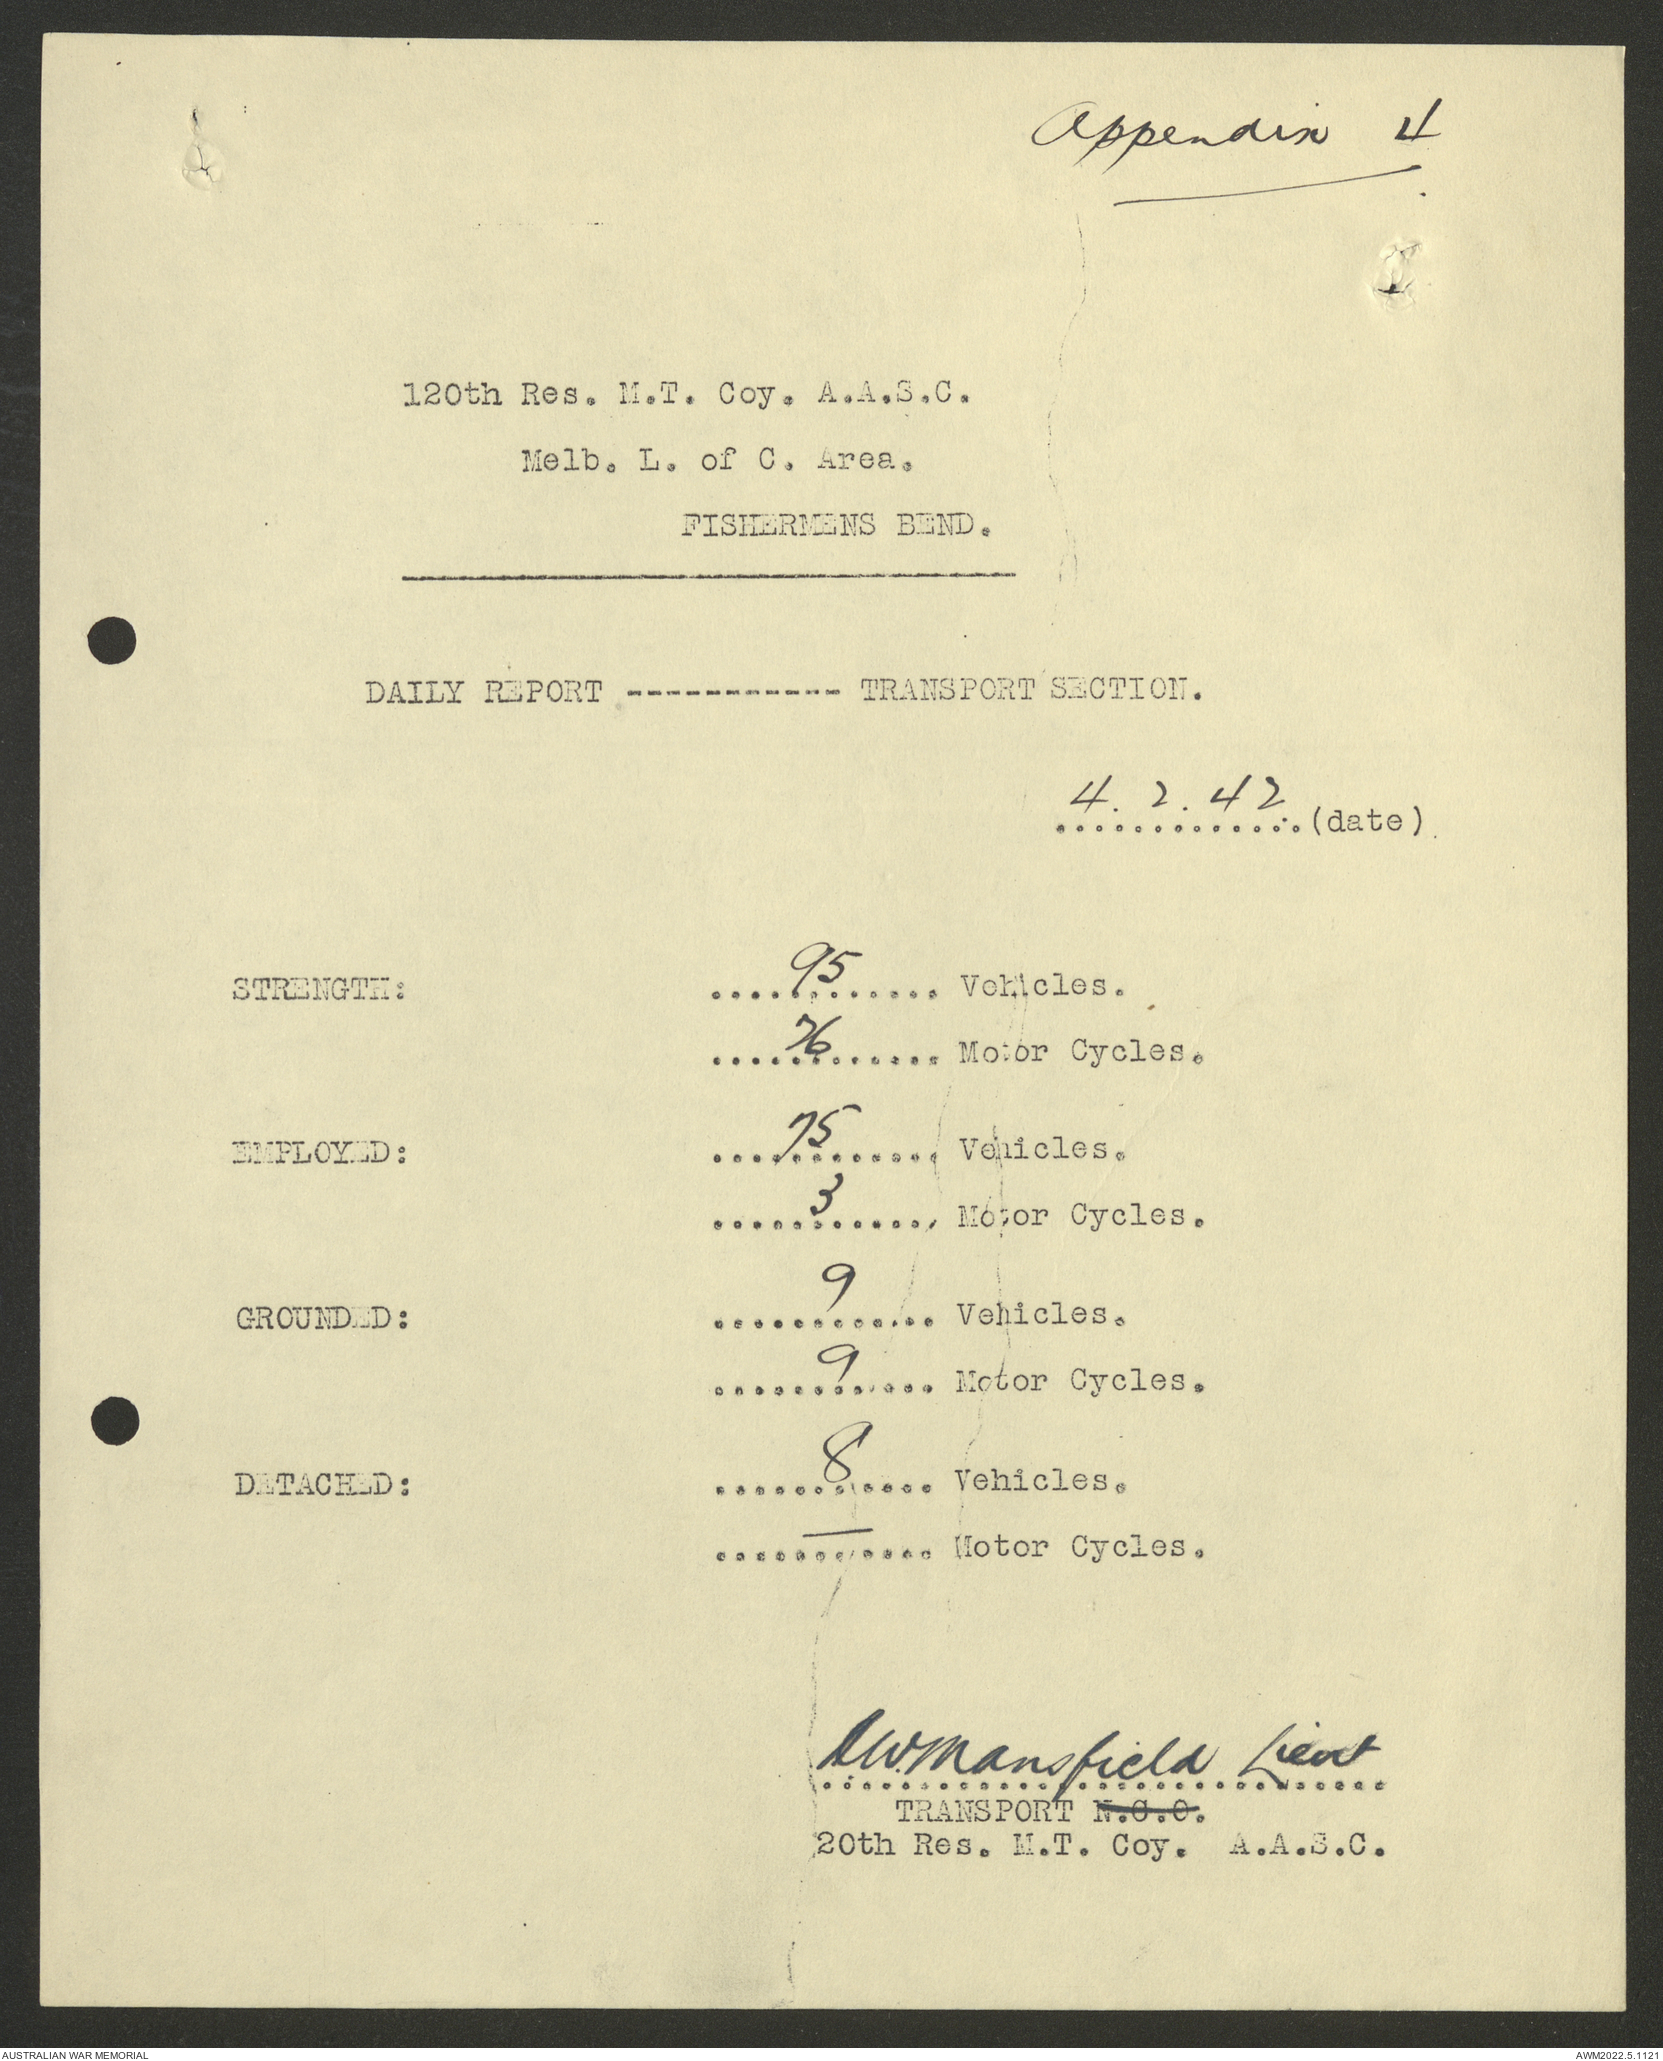 Appendix 4
120th Res. M.T. Coy. A.A.S.C.
Melb. L. of C. Area.
FISHERMENS BEND.
DAILY REPORT ----------- TRANSPORT SECTION.
4.2.42
.............(date).
STRENGTH: 95 ............ Vehicles.
76 ............ Motor Cycles.
EMPLOYED: 75 ............ Vehicles.
3 ............ Motor Cycles.
GROUNDED: 9 ............ Vehicles.
9 ............ Motor Cycles.
DETACHED: 8 ............ Vehicles.
— ............ Motor Cycles.
A.W. Mansfield Lieut
.............................
TRANSPORT N.C.O.
20th Res. M.T. Coy. A.A.S.C.
AUSTRALIAN WAR MEMORIAL
AWM2022.5.1121